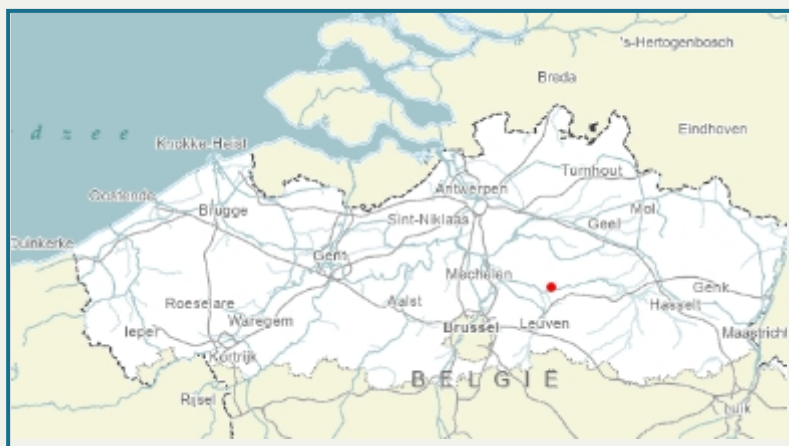 's-Hertogenbosch
Breda
Eindhoven
dzee
Knokke-Heist
Turnhout
Antwerpen
Oostende
Brugge
Sint-Niklaas
Geel
Mol
Duinkerke
Gent
Mechelen
Genk
Roeselare
Aalst
Hasselt
Ieper
Waregem
Brussel
Leuven
Maastricht
Kortrijk
BELGIË
Rijsel
Luik